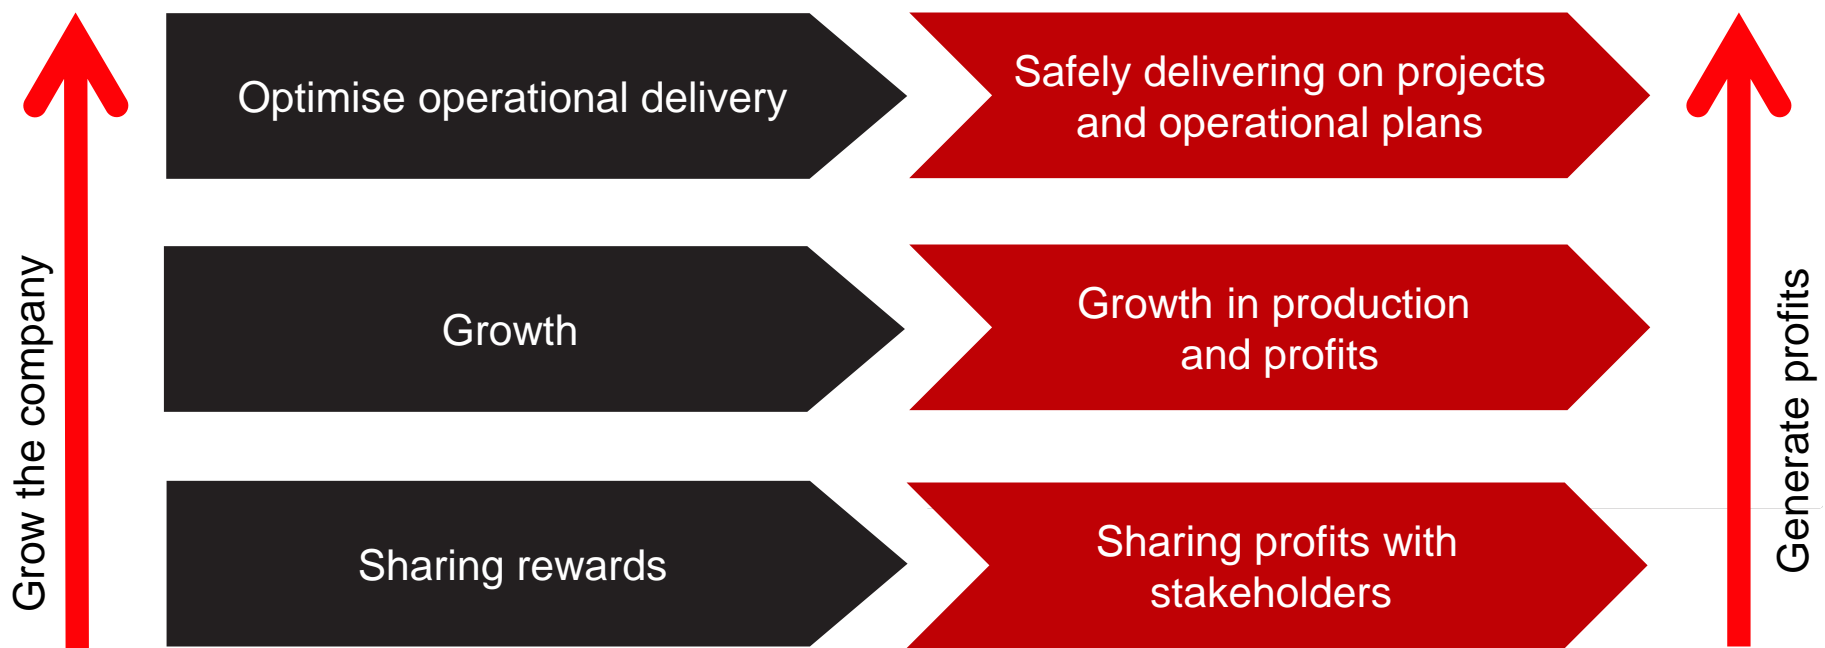 Grow the company
Optimise operational delivery
Safely delivering on projects
and operational plans
Growth
Growth in production
and profits
Sharing rewards
Sharing profits with
stakeholders
Generate profits